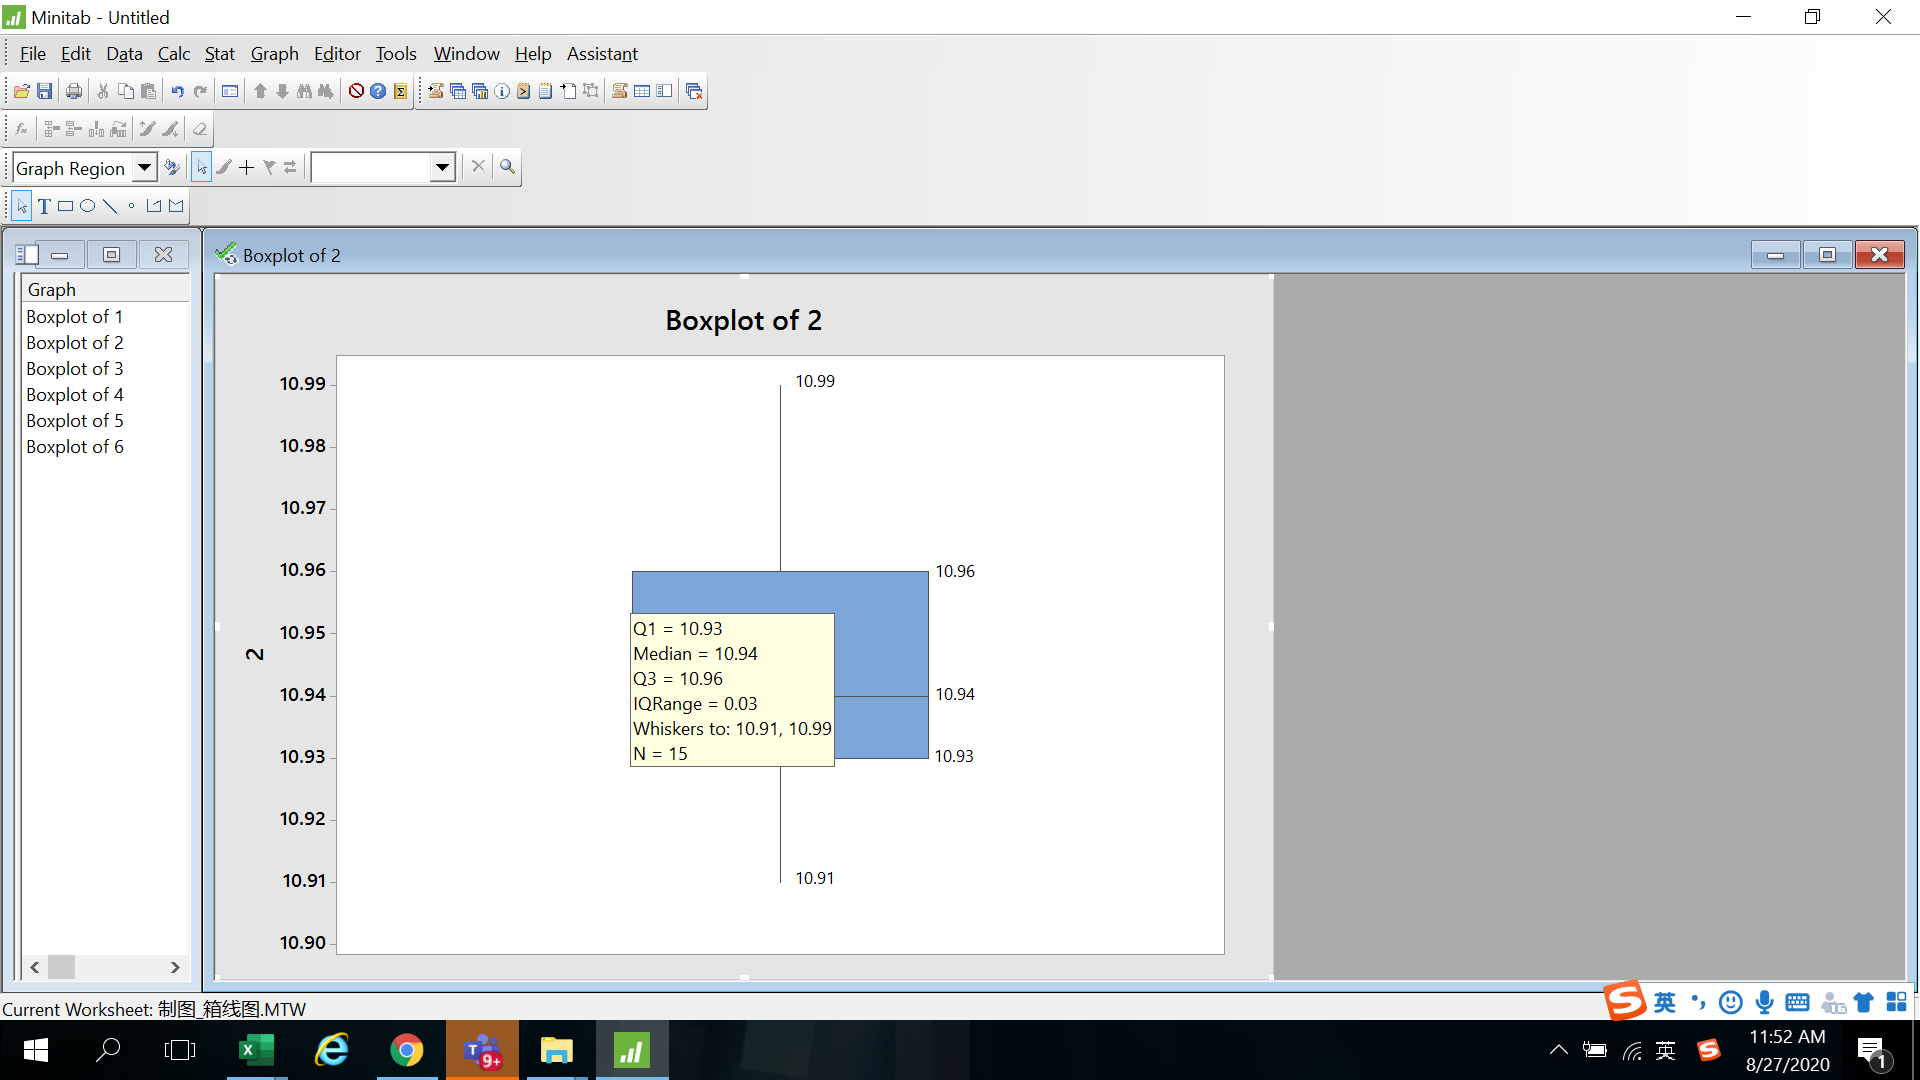 Minitab - Untitled
File Edit Data Calc Stat Graph Editor Tools Window Help Assistant
Graph Region
T
Boxplot of 2
Graph
Boxplot of 1
Boxplot of 2
Boxplot of 3
Boxplot of 4
Boxplot of 5
Boxplot of 6
Boxplot of 2
10.99
10.98
10.97
10.96
10.95
10.94
10.93
10.92
10.91
10.90
2
10.99
10.96
10.94
10.93
10.91
Q1 = 10.93
Median = 10.94
Q3 = 10.96
IQRange = 0.03
Whiskers to: 10.91, 10.99
N = 15
Current Worksheet: 制图_箱线图.MTW
英
9+
英
11:52 AM
8/27/2020
1